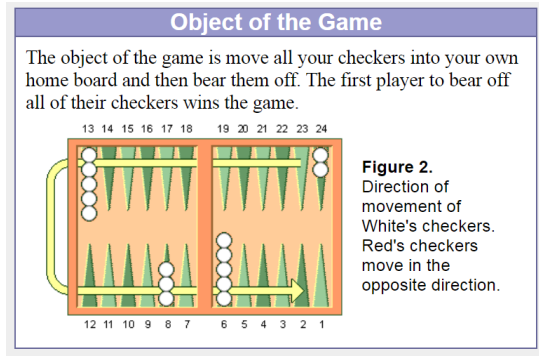 Object of the Game
The object of the game is move all your checkers into your own
home board and then bear them off. The first player to bear off
all of their checkers wins the game.
13 14 15 16 17 18 19 20 21 22 23 24
Figure 2.
Direction of
movement of
White's checkers.
Red's checkers
move in the
opposite direction.
12 11 10 9 8 7 6 5 4 3 2 1